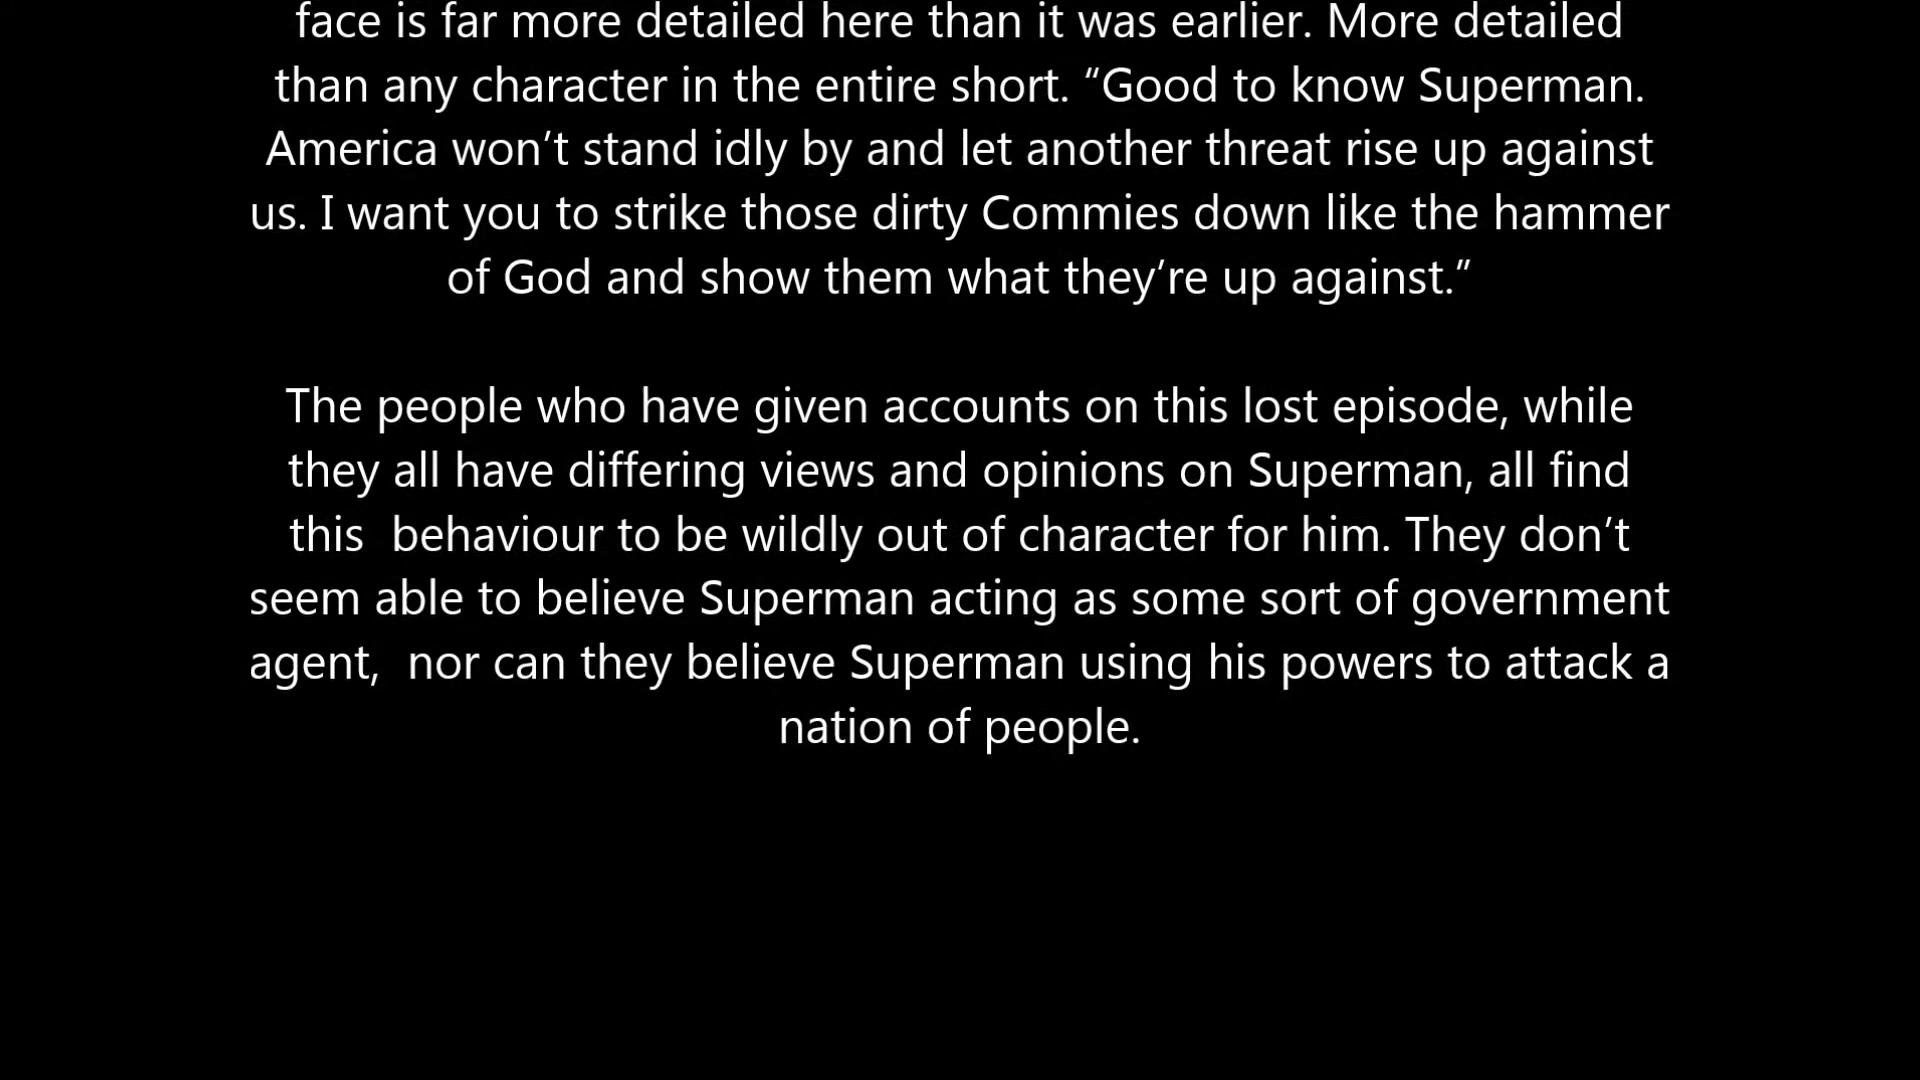 face is far more detailed here than it was earlier. More detailed
than any character in the entire short. “Good to know Superman.
America won’t stand idly by and let another threat rise up against
us. I want you to strike those dirty Commies down like the hammer
of God and show them what they’re up against.”
The people who have given accounts on this lost episode, while
they all have differing views and opinions on Superman, all find
this  behaviour to be wildly out of character for him. They don’t
seem able to believe Superman acting as some sort of government
agent,  nor can they believe Superman using his powers to attack a
nation of people.